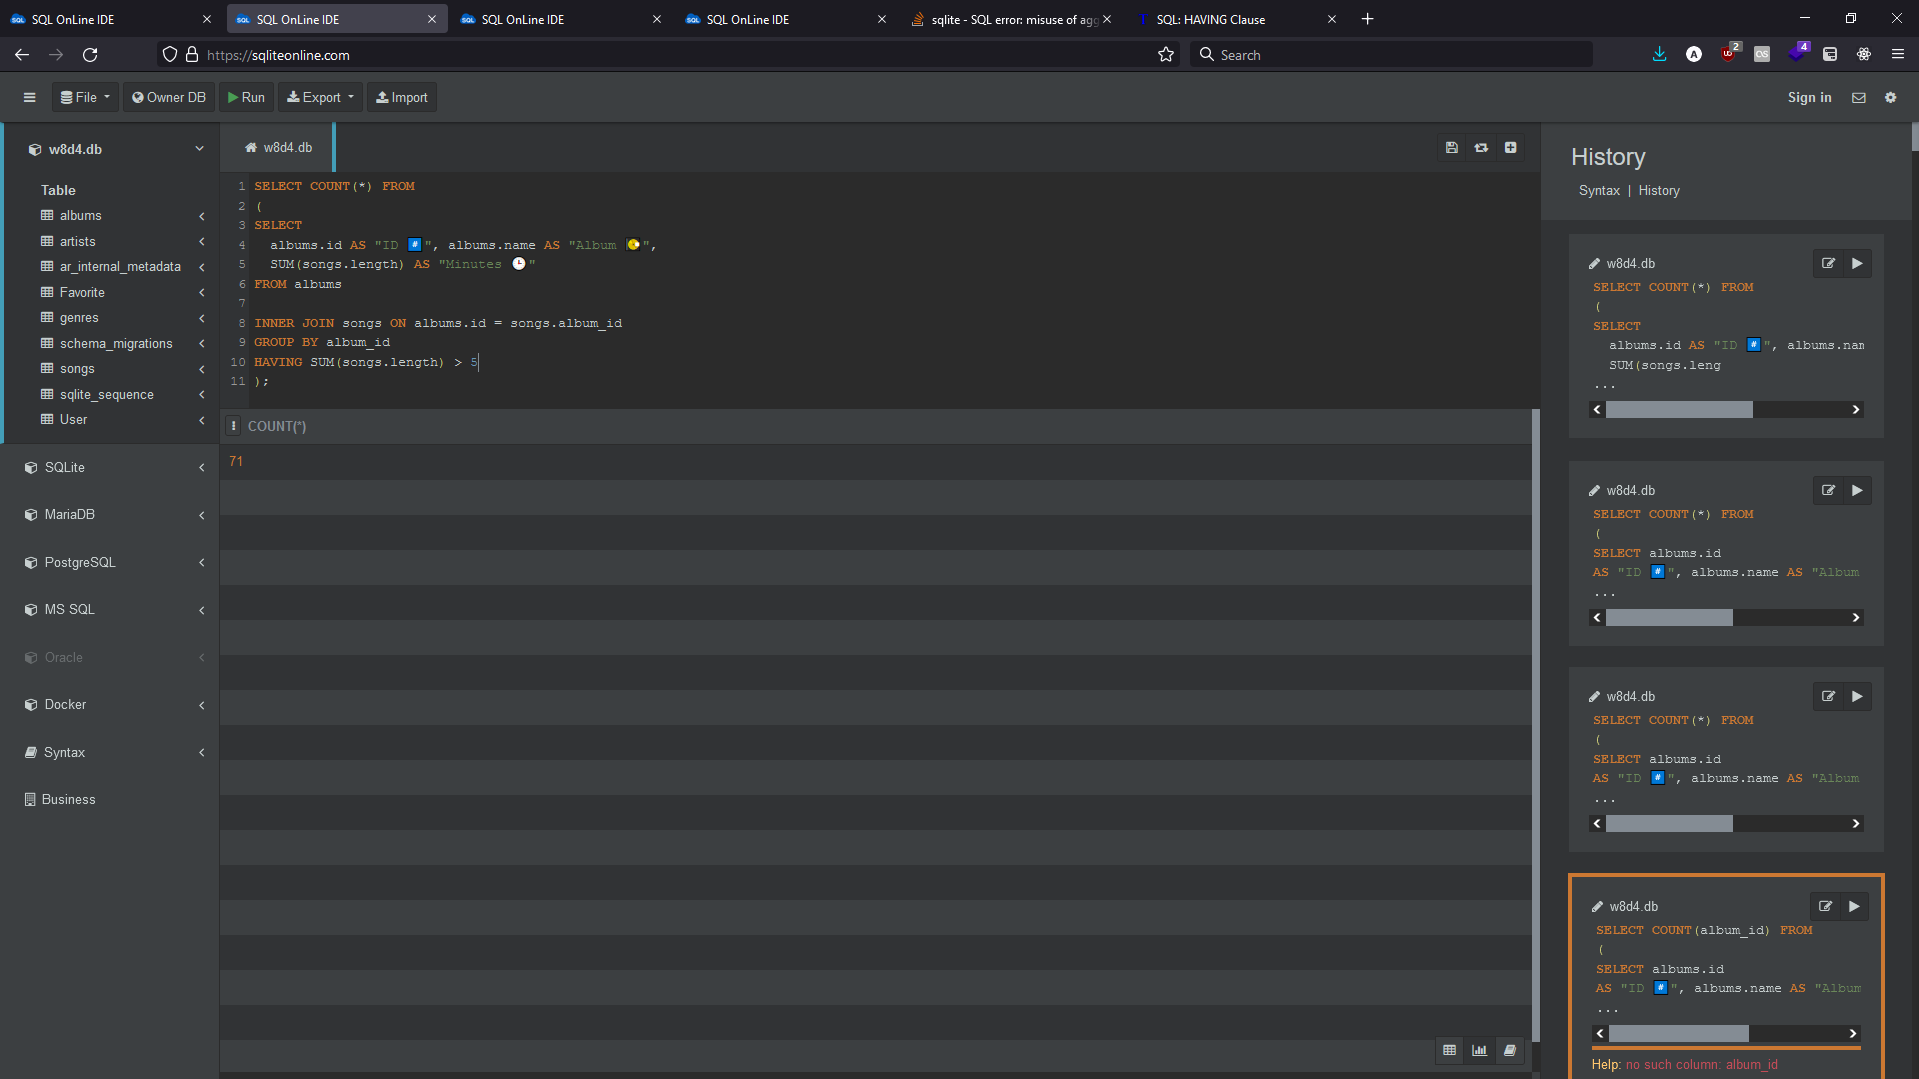 SQL OnLine IDE
SQL OnLine IDE
SQL OnLine IDE
SQL OnLine IDE
sqlite - SQL error: misuse of agg
SQL: HAVING Clause
https://sqliteonline.com
Search
2
4
File
Owner DB
Run
Export
Import
Sign in
w8d4.db
Table
albums
artists
ar_internal_metadata
Favorite
genres
schema_migrations
songs
sqlite_sequence
User
SQLite
MariaDB
PostgreSQL
MS SQL
Oracle
Docker
Syntax
Business
w8d4.db
1 SELECT COUNT(*) FROM
2 (
3 SELECT
4 albums.id AS "ID #️⃣", albums.name AS "Album 📀",
5 SUM(songs.length) AS "Minutes 🕒"
6 FROM albums
7
8 INNER JOIN songs ON albums.id = songs.album_id
9 GROUP BY album_id
10 HAVING SUM(songs.length) > 5
11 );
COUNT(*)
71
History
Syntax | History
w8d4.db
SELECT COUNT(*) FROM
(
SELECT
albums.id AS "ID #️⃣", albums.nam
SUM(songs.leng
...
w8d4.db
SELECT COUNT(*) FROM
(
SELECT albums.id
AS "ID #️⃣", albums.name AS "Album
...
w8d4.db
SELECT COUNT(*) FROM
(
SELECT albums.id
AS "ID #️⃣", albums.name AS "Album
...
w8d4.db
SELECT COUNT(album_id) FROM
(
SELECT albums.id
AS "ID #️⃣", albums.name AS "Album
...
Help: no such column: album_id